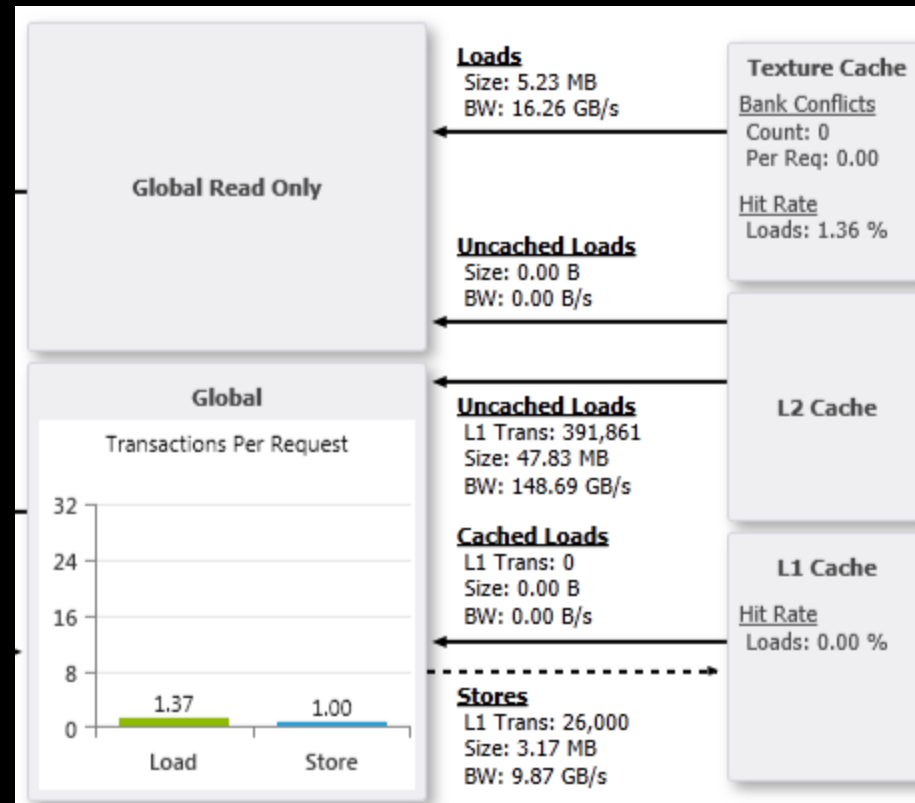 Global Read Only
Loads
Size: 5.23 MB
BW: 16.26 GB/s
Uncached Loads
Size: 0.00 B
BW: 0.00 B/s
Texture Cache
Bank Conflicts
Count: 0
Per Req: 0.00
Hit Rate
Loads: 1.36 %
Global
Transactions Per Request
32
24
16
8
0
1.37
1.00
Load
Store
Uncached Loads
L1 Trans: 391,861
Size: 47.83 MB
BW: 148.69 GB/s
Cached Loads
L1 Trans: 0
Size: 0.00 B
BW: 0.00 B/s
Stores
L1 Trans: 26,000
Size: 3.17 MB
BW: 9.87 GB/s
L2 Cache
L1 Cache
Hit Rate
Loads: 0.00 %